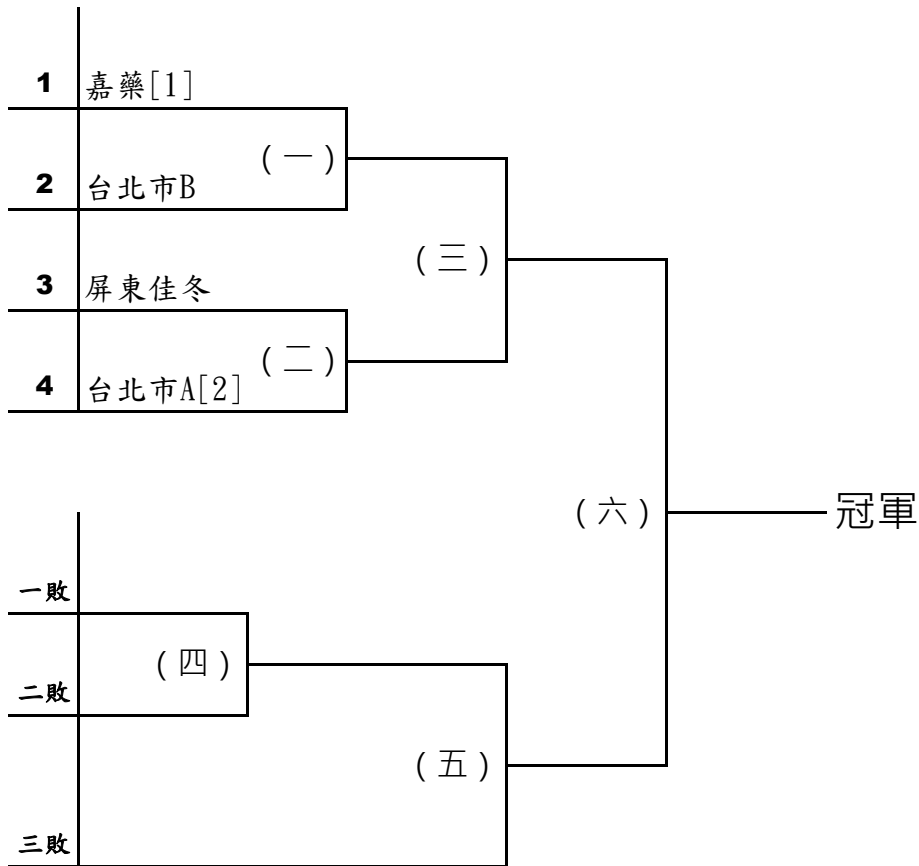 1 嘉藥[1]
(一)
2 台北市B
(三)
3 屏東佳冬
(二)
4 台北市A[2]
(六) 冠軍
一敗
(四)
二敗
(五)
三敗